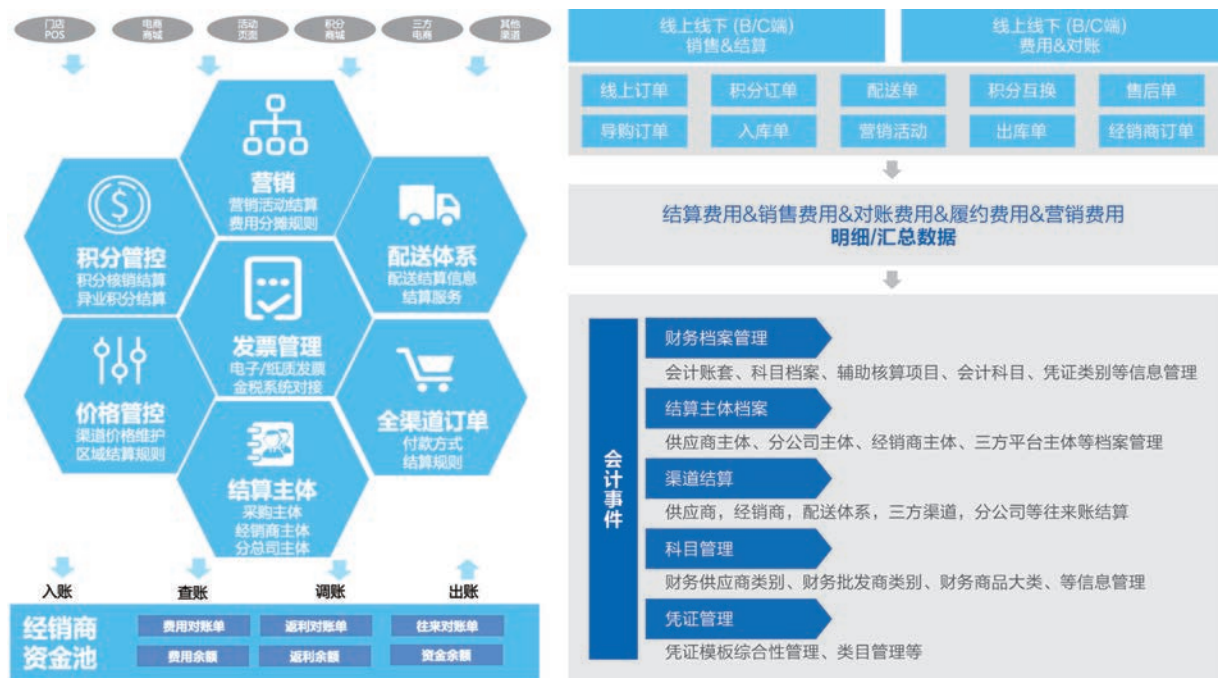 门店
POS
电商
商城
活动
页面
积分
商城
三方
电商
其他
渠道
营销
营销活动结算
费用分摊规则
积分管控
积分核销结算
异业积分结算
配送体系
配送结算信息
结算服务
发票管理
电子/纸质发票
金税系统对接
价格管控
渠道价格维护
区域结算规则
全渠道订单
付款方式
结算规则
结算主体
采购主体
经销商主体
分总司主体
入账
查账
调账
出账
经销商
资金池
费用对账单
返利对账单
往来对账单
费用余额
返利余额
资金余额
线上线下 (B/C端)
销售&结算
线上线下 (B/C端)
费用&对账
线上订单
积分订单
配送单
积分互换
售后单
导购订单
入库单
营销活动
出库单
经销商订单
结算费用&销售费用&对账费用&履约费用&营销费用
明细/汇总数据
会计事件
财务档案管理
会计账套、科目档案、辅助核算项目、会计科目、凭证类别等信息管理
结算主体档案
供应商主体、分公司主体、经销商主体、三方平台主体等档案管理
渠道结算
供应商，经销商，配送体系，三方渠道，分公司等往来账结算
科目管理
财务供应商类别、财务批发商类别、财务商品大类、等信息管理
凭证管理
凭证模板综合性管理、类目管理等